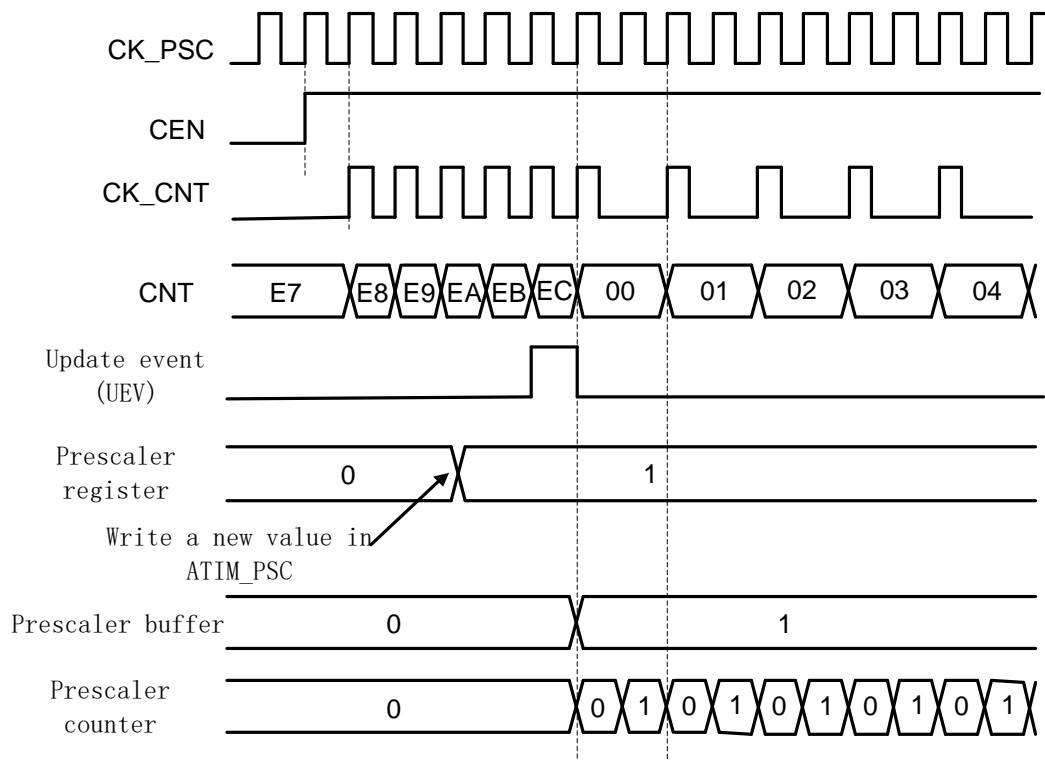 CK_PSC
CEN
CK_CNT
CNT E7 E8 E9 EA EB EC 00 01 02 03 04
Update event
(UEV)
Prescaler
register
0 1
Write a new value in
ATIM_PSC
Prescaler buffer 0 1
Prescaler
counter
0 0 1 0 1 0 1 0 1 0 1